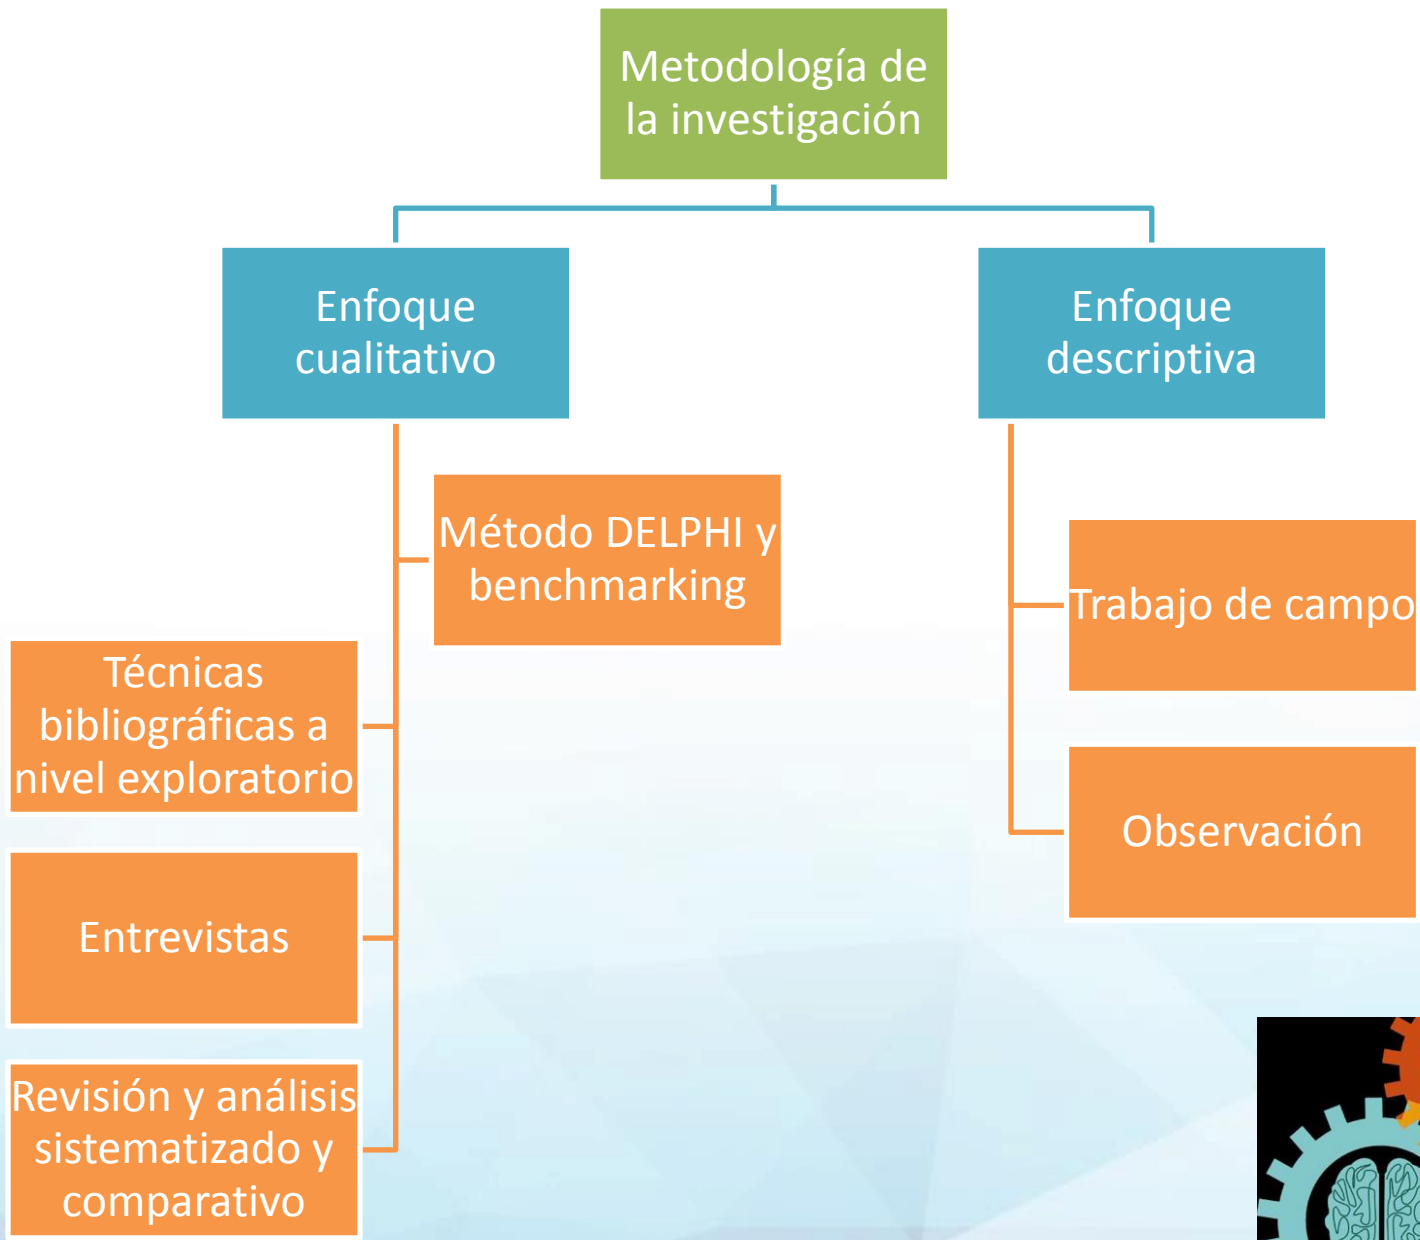 Metodología de
la investigación
Enfoque
cualitativo
Enfoque
descriptiva
Método DELPHI y
benchmarking
Técnicas
bibliográficas a
nivel exploratorio
Entrevistas
Revisión y análisis
sistematizado y
comparativo
Trabajo de campo
Observación